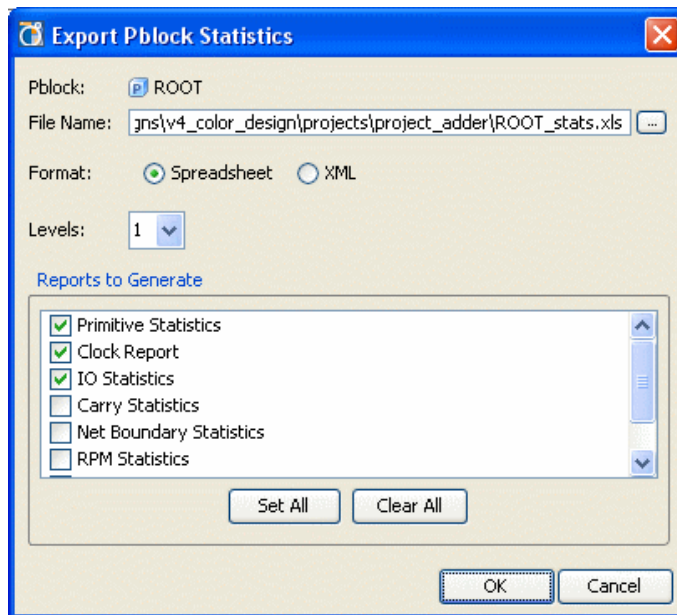 Export Pblock Statistics
Pblock: P ROOT
File Name: gns\v4_color_design\projects\project_adder\ROOT_stats.xls ...
Format: Spreadsheet XML
Levels: 1
Reports to Generate
Primitive Statistics
Clock Report
IO Statistics
Carry Statistics
Net Boundary Statistics
RPM Statistics
Set All Clear All
OK Cancel